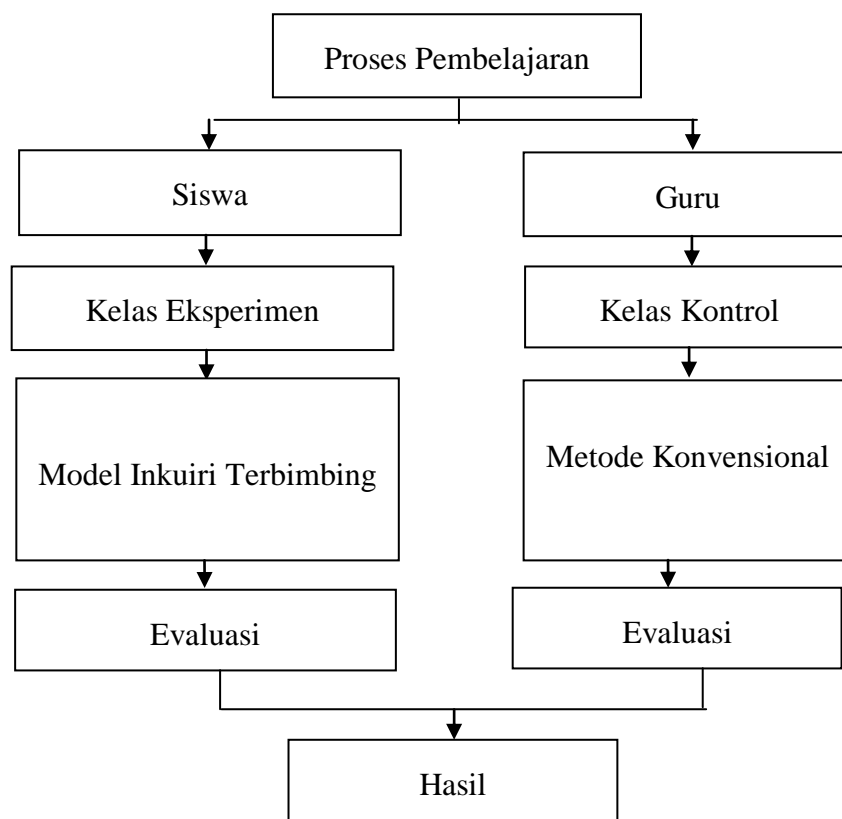 Proses Pembelajaran
Siswa
Guru
Kelas Eksperimen
Kelas Kontrol
Model Inkuiri Terbimbing
Metode Konvensional
Evaluasi
Evaluasi
Hasil